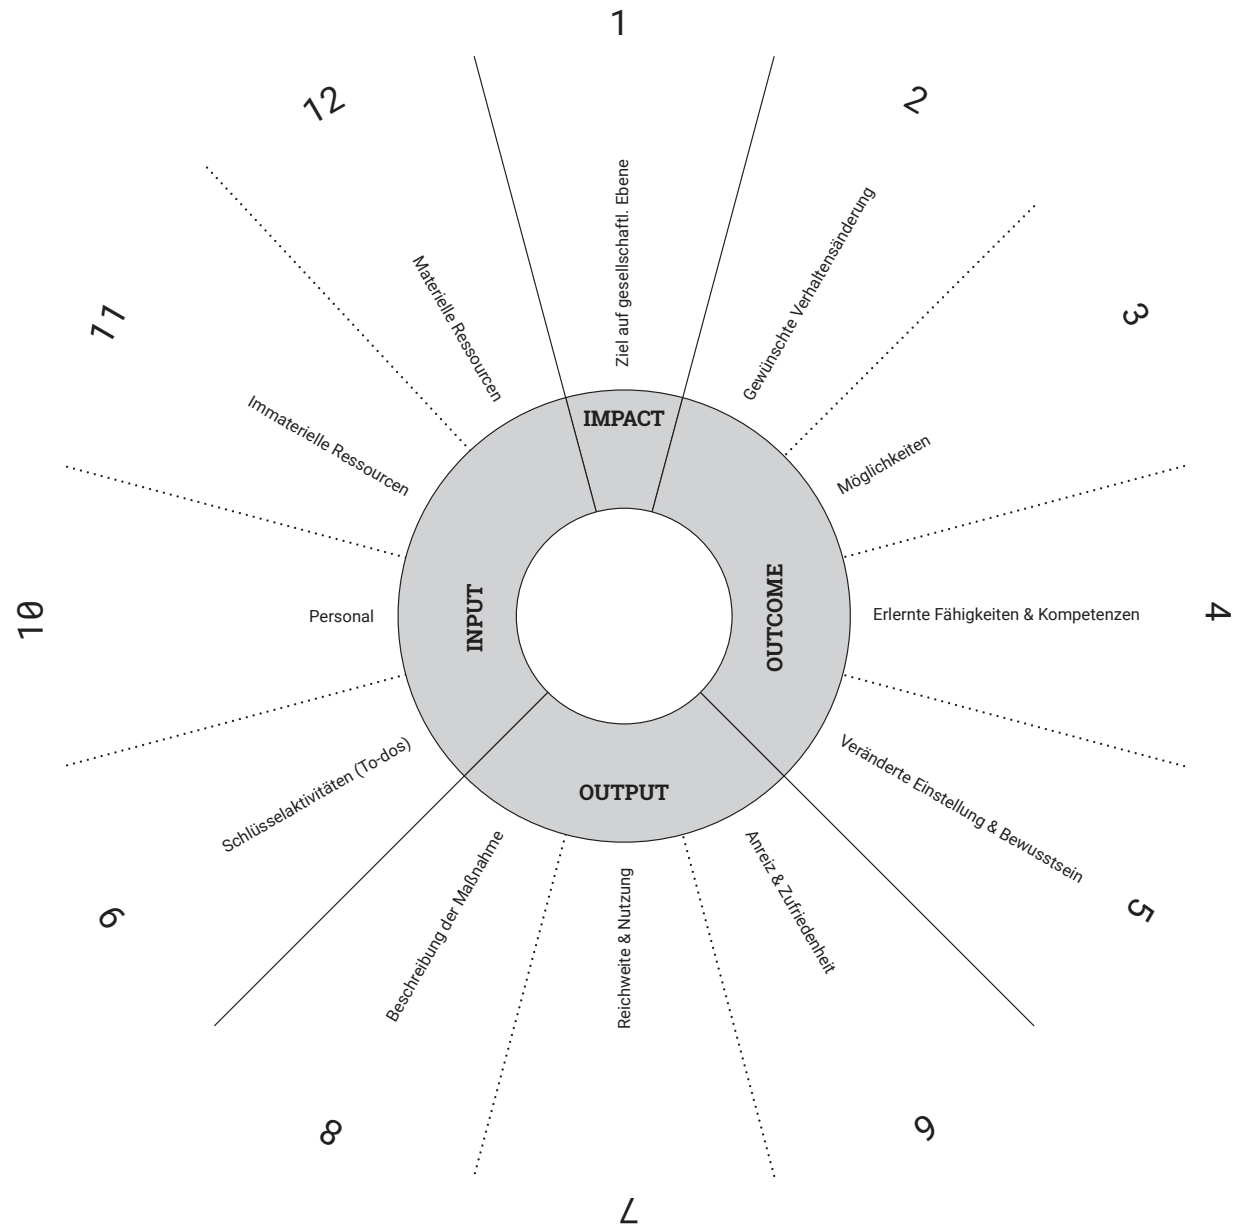 1
Ziel auf gesellschaftl. Ebene
2
Gewünschte Verhaltensänderung
3
Möglichkeiten
4
Erlernte Fähigkeiten & Kompetenzen
5
Veränderte Einstellung & Bewusstsein
6
Anreiz & Zufriedenheit
7
Reichweite & Nutzung
8
Beschreibung der Maßnahme
9
Schlüsselaktivitäten (To-dos)
10
Personal
11
Immaterielle Ressourcen
12
Materielle Ressourcen
IMPACT
OUTCOME
OUTPUT
INPUT